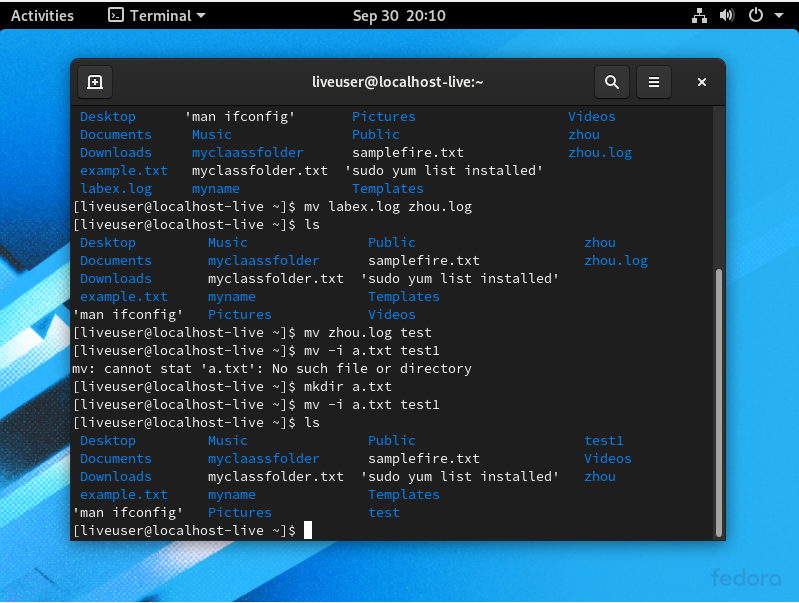 Activities Terminal Sep 30 20:10
liveuser@localhost-live:~
Desktop 'man ifconfig' Pictures Videos
Documents Music Public zhou
Downloads myclaassfolder samplefire.txt zhou.log
example.txt myclassfolder.txt 'sudo yum list installed'
labex.log myname Templates
[liveuser@localhost-live ~]$ mv labex.log zhou.log
[liveuser@localhost-live ~]$ ls
Desktop Music Public zhou
Documents myclaassfolder samplefire.txt zhou.log
Downloads myclassfolder.txt 'sudo yum list installed'
example.txt myname Templates
'man ifconfig' Pictures Videos
[liveuser@localhost-live ~]$ mv zhou.log test
[liveuser@localhost-live ~]$ mv -i a.txt test1
mv: cannot stat 'a.txt': No such file or directory
[liveuser@localhost-live ~]$ mkdir a.txt
[liveuser@localhost-live ~]$ mv -i a.txt test1
[liveuser@localhost-live ~]$ ls
Desktop Music Public test1
Documents myclaassfolder samplefire.txt Videos
Downloads myclassfolder.txt 'sudo yum list installed' zhou
example.txt myname Templates
'man ifconfig' Pictures test
[liveuser@localhost-live ~]$
fedora